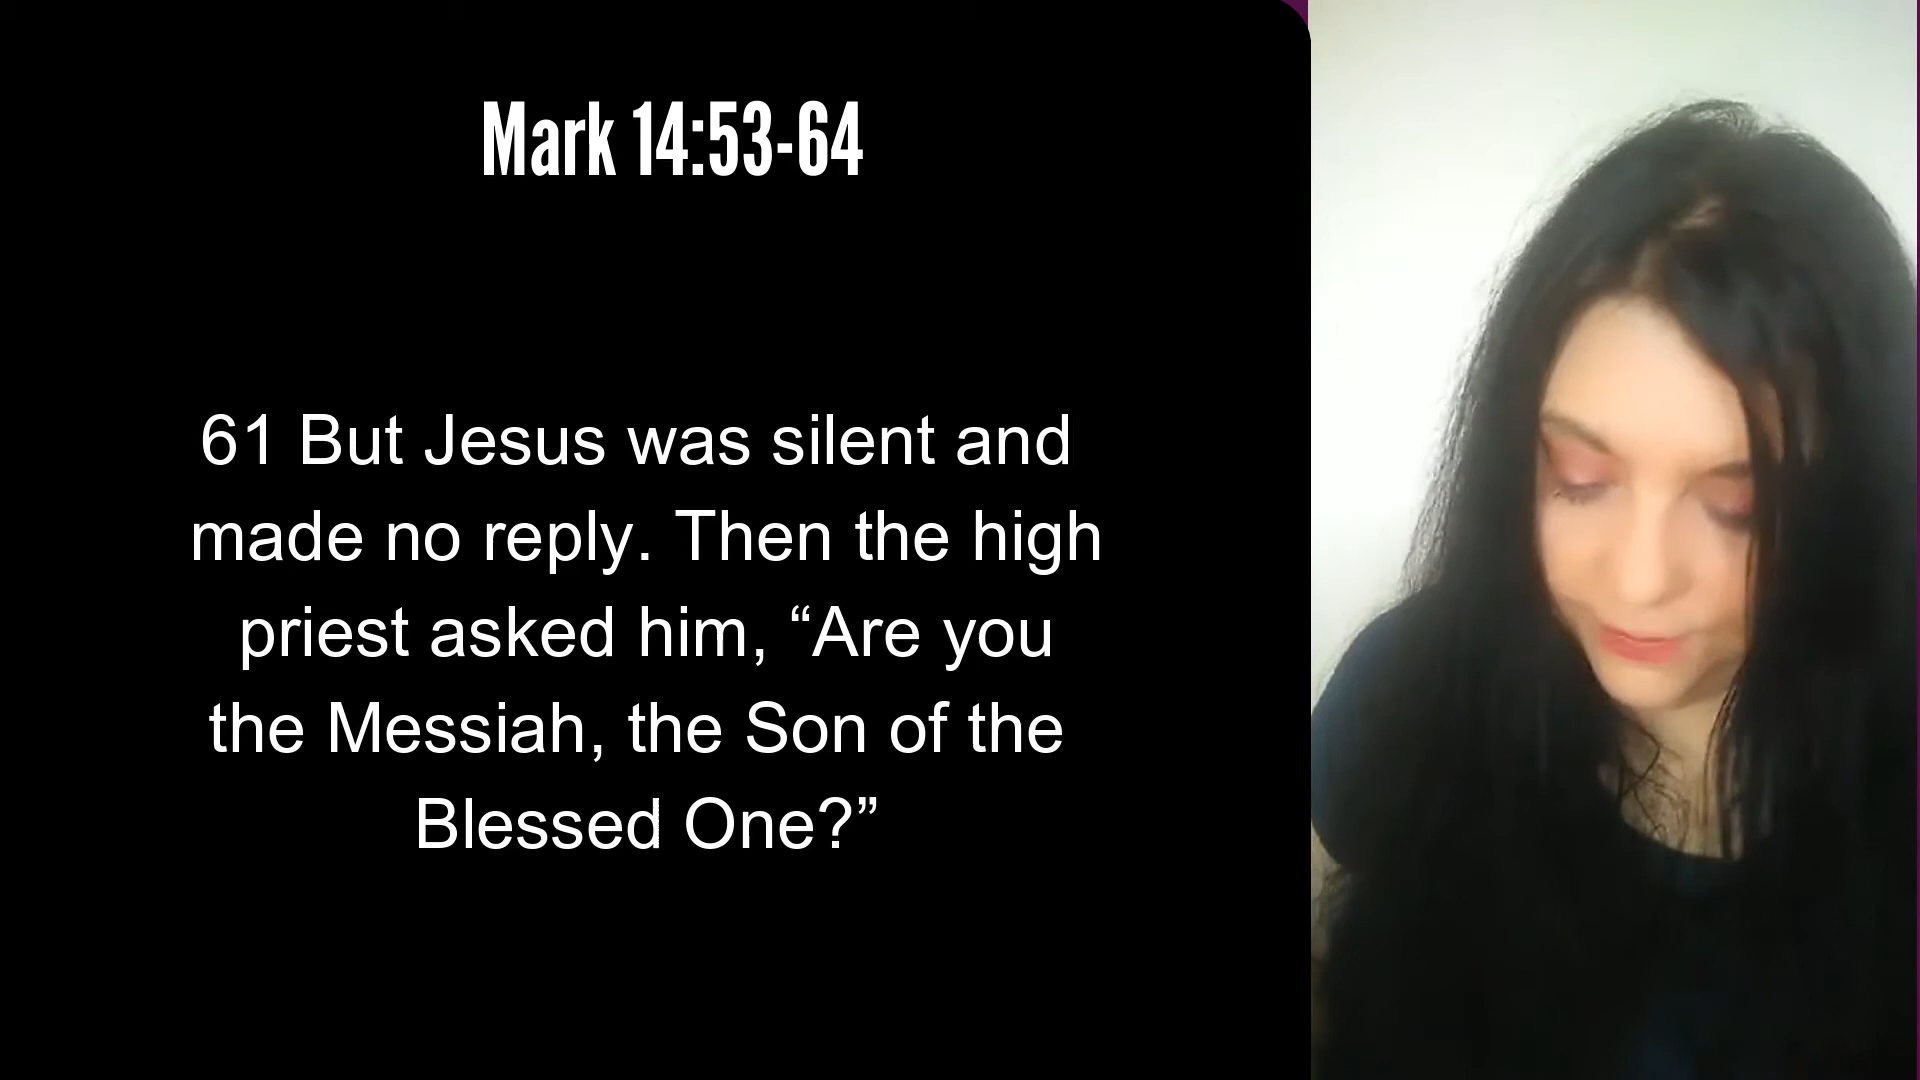 Mark 14:53-64
61 But Jesus was silent and
made no reply. Then the high
priest asked him, “Are you
the Messiah, the Son of the
Blessed One?”